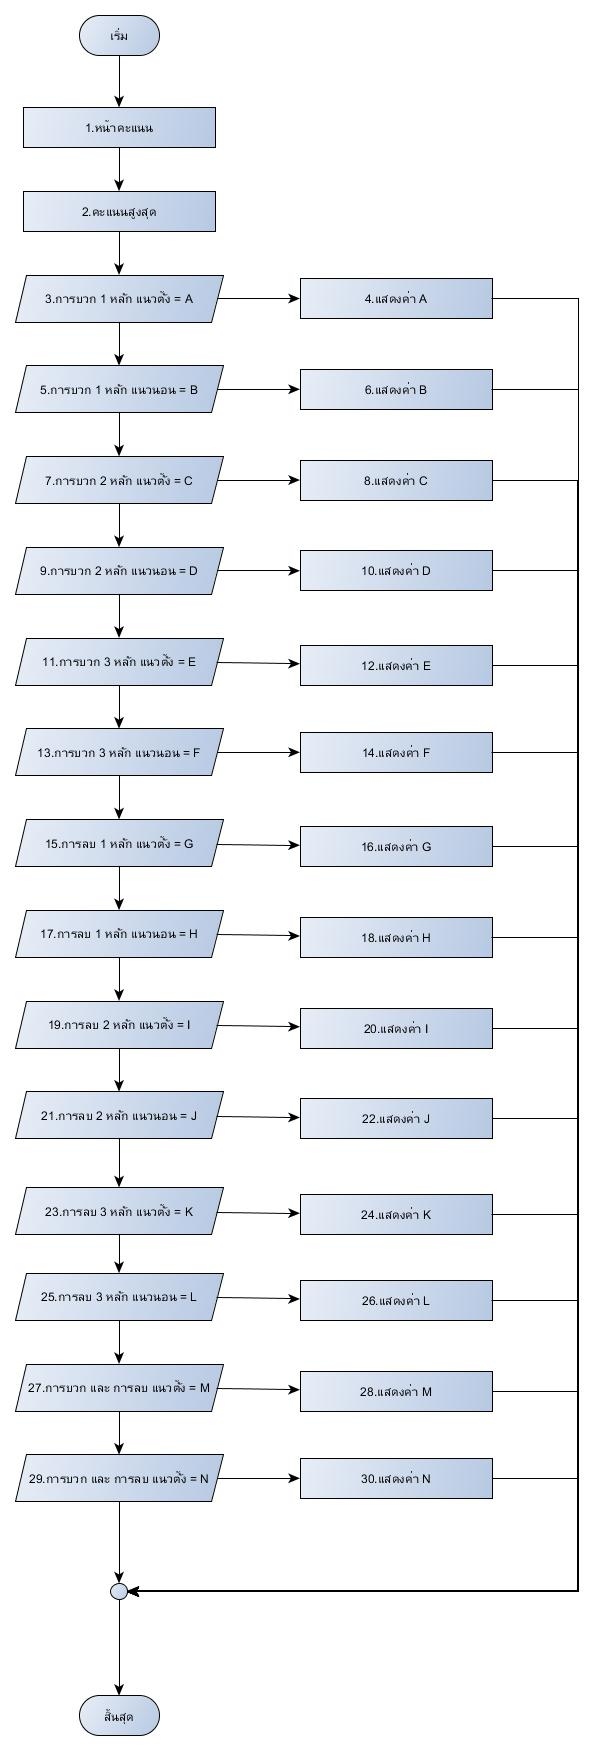 เริ่ม
1.หน้าคะแนน
2.คะแนนสูงสุด
3.การบวก 1 หลัก แนวตั้ง = A
4.แสดงค่า A
5.การบวก 1 หลัก แนวนอน = B
6.แสดงค่า B
7.การบวก 2 หลัก แนวตั้ง = C
8.แสดงค่า C
9.การบวก 2 หลัก แนวนอน = D
10.แสดงค่า D
11.การบวก 3 หลัก แนวตั้ง = E
12.แสดงค่า E
13.การบวก 3 หลัก แนวนอน = F
14.แสดงค่า F
15.การลบ 1 หลัก แนวตั้ง = G
16.แสดงค่า G
17.การลบ 1 หลัก แนวนอน = H
18.แสดงค่า H
19.การลบ 2 หลัก แนวตั้ง = I
20.แสดงค่า I
21.การลบ 2 หลัก แนวนอน = J
22.แสดงค่า J
23.การลบ 3 หลัก แนวตั้ง = K
24.แสดงค่า K
25.การลบ 3 หลัก แนวนอน = L
26.แสดงค่า L
27.การบวก และ การลบ แนวตั้ง = M
28.แสดงค่า M
29.การบวก และ การลบ แนวตั้ง = N
30.แสดงค่า N
สิ้นสุด